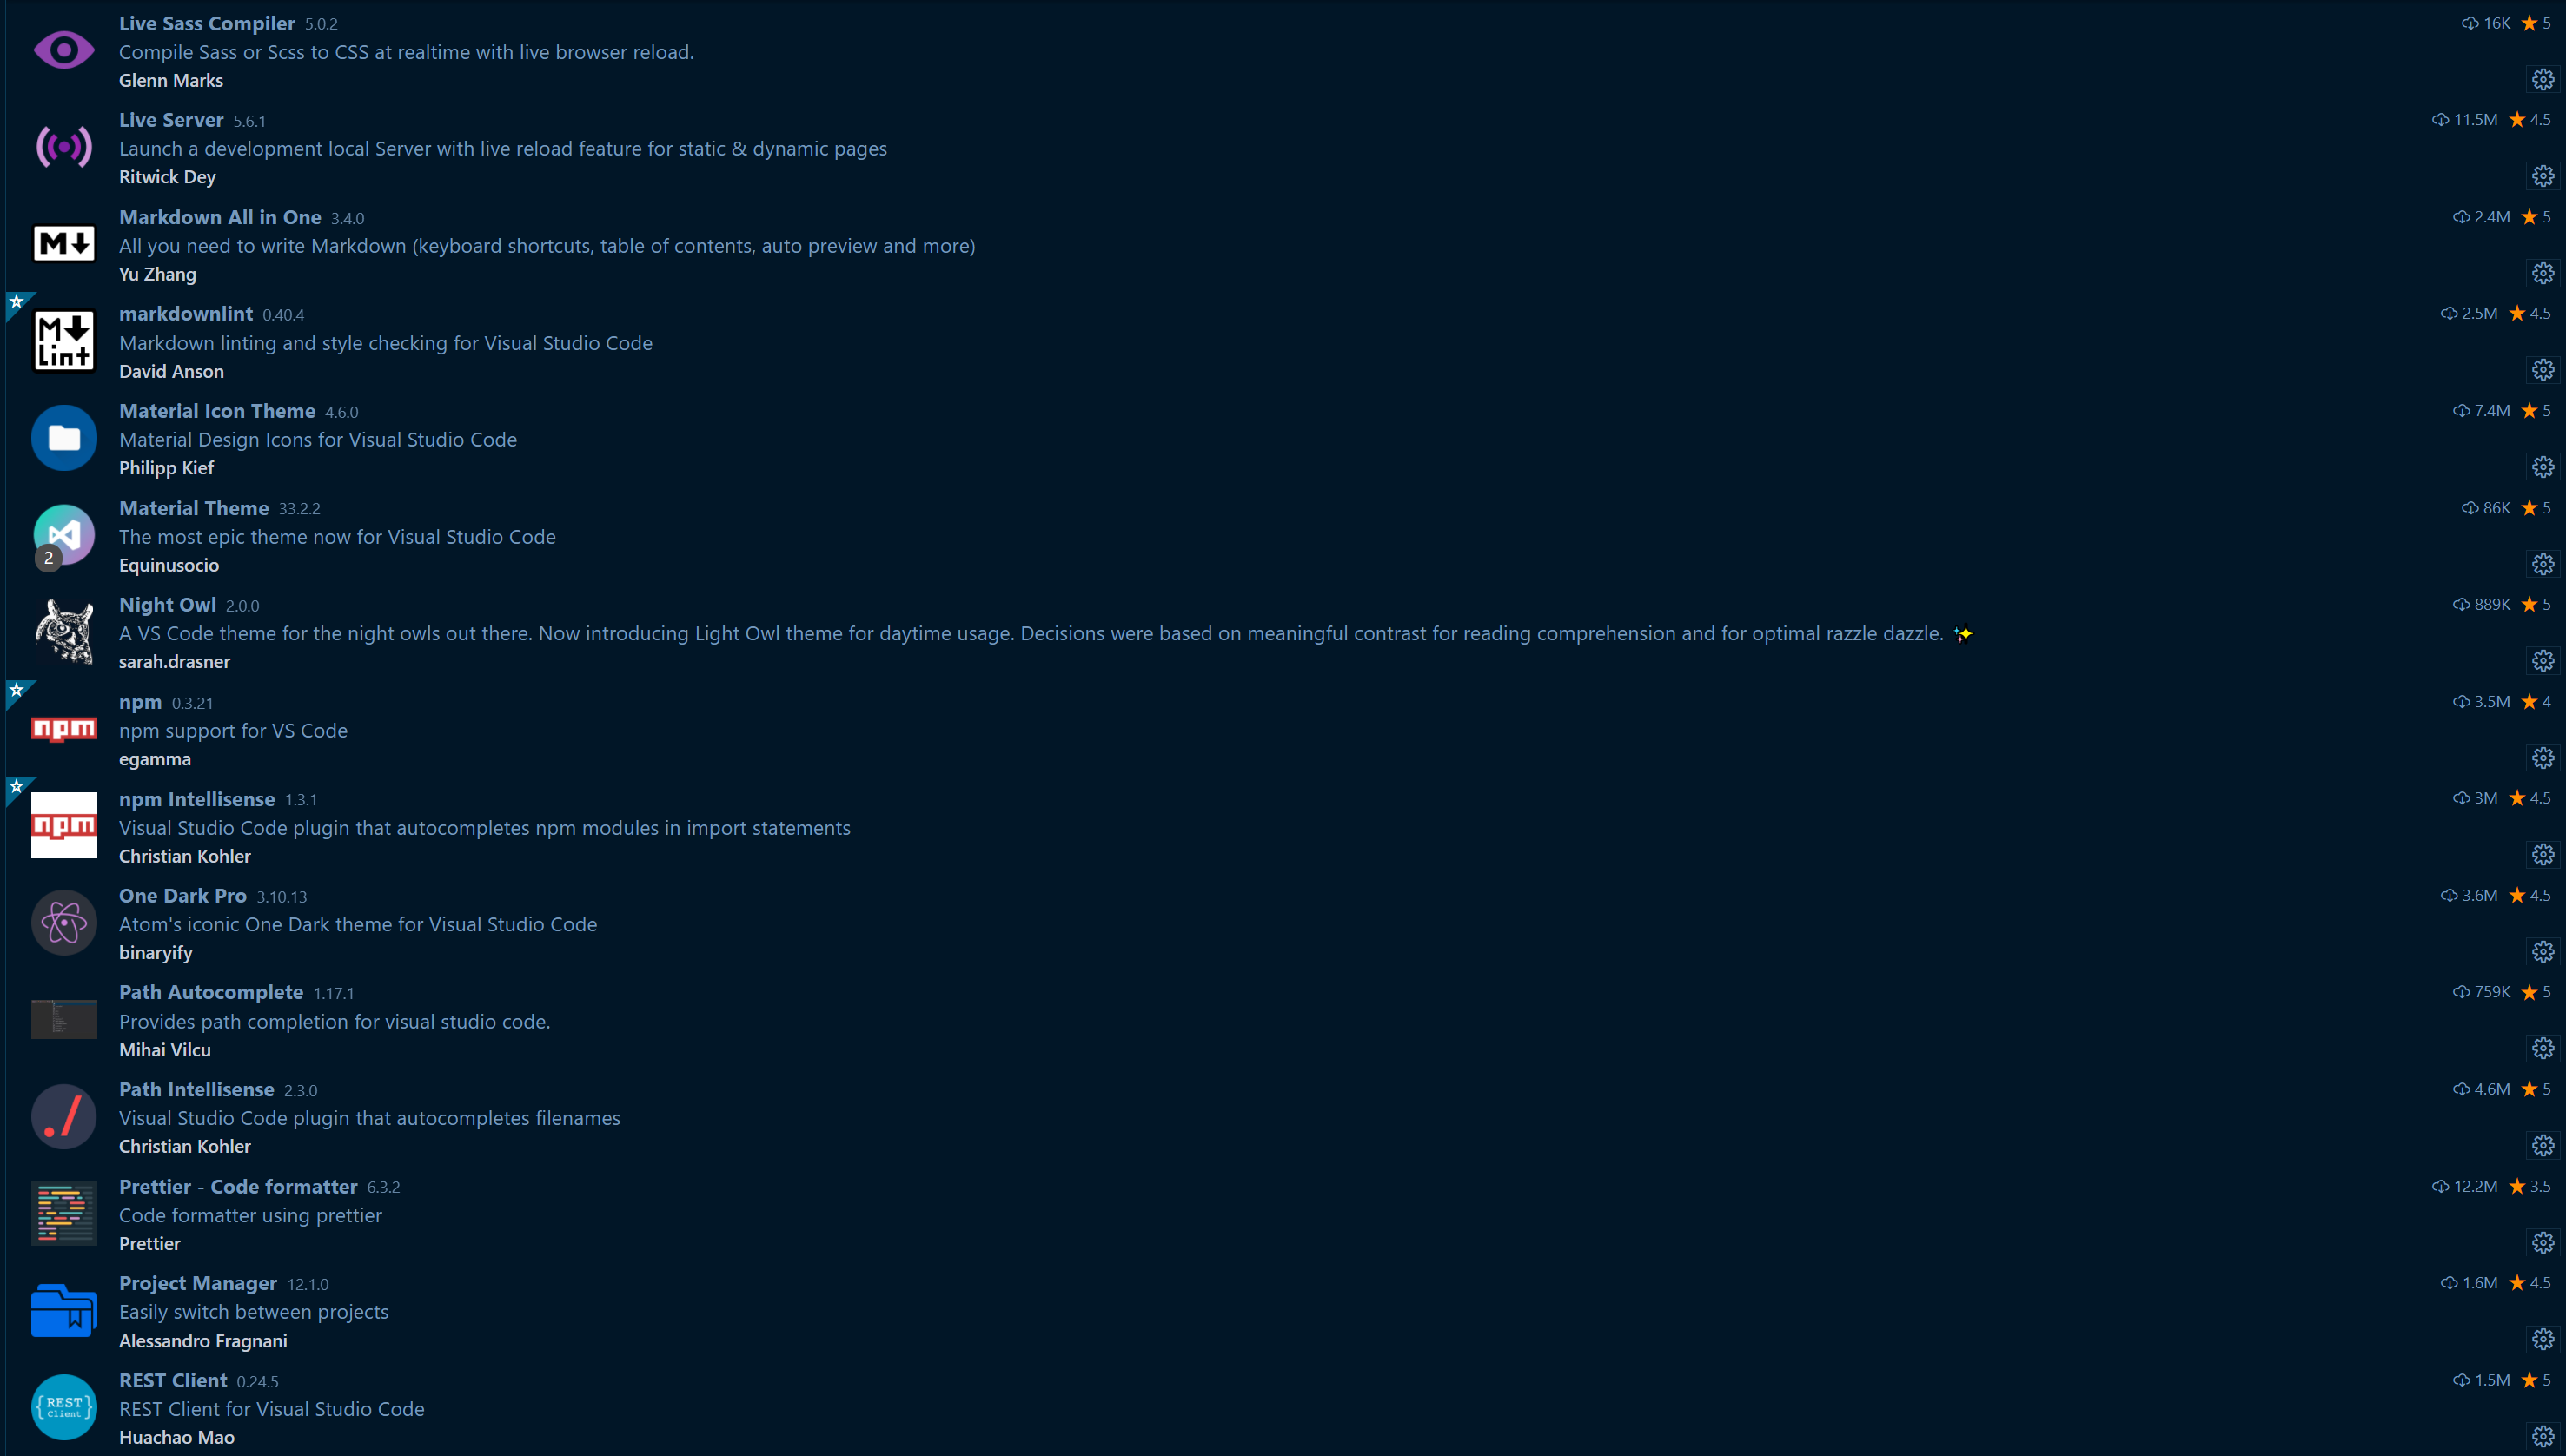 Live Sass Compiler 5.0.2 16K 5
Compile Sass or Scss to CSS at realtime with live browser reload.
Glenn Marks
Live Server 5.6.1 11.5M 4.5
Launch a development local Server with live reload feature for static & dynamic pages
Ritwick Dey
Markdown All in One 3.4.0 2.4M 5
M
All you need to write Markdown (keyboard shortcuts, table of contents, auto preview and more)
Yu Zhang
markdownlint 0.40.4 2.5M 4.5
M
lint
Markdown linting and style checking for Visual Studio Code
David Anson
Material Icon Theme 4.6.0 7.4M 5
Material Design Icons for Visual Studio Code
Philipp Kief
Material Theme 33.2.2 86K 5
The most epic theme now for Visual Studio Code
2
Equinusocio
Night Owl 2.0.0 889K 5
A VS Code theme for the night owls out there. Now introducing Light Owl theme for daytime usage. Decisions were based on meaningful contrast for reading comprehension and for optimal razzle dazzle. ✨
sarah.drasner
npm 0.3.21 3.5M 4
npm
npm support for VS Code
egamma
npm Intellisense 1.3.1 3M 4.5
npm
Visual Studio Code plugin that autocompletes npm modules in import statements
Christian Kohler
One Dark Pro 3.10.13 3.6M 4.5
Atom's iconic One Dark theme for Visual Studio Code
binaryify
Path Autocomplete 1.17.1 759K 5
Provides path completion for visual studio code.
Mihai Vilcu
Path Intellisense 2.3.0 4.6M 5
./
Visual Studio Code plugin that autocompletes filenames
Christian Kohler
Prettier - Code formatter 6.3.2 12.2M 3.5
Code formatter using prettier
Prettier
Project Manager 12.1.0 1.6M 4.5
Easily switch between projects
Alessandro Fragnani
REST Client 0.24.5 1.5M 5
{REST}
Client
REST Client for Visual Studio Code
Huachao Mao